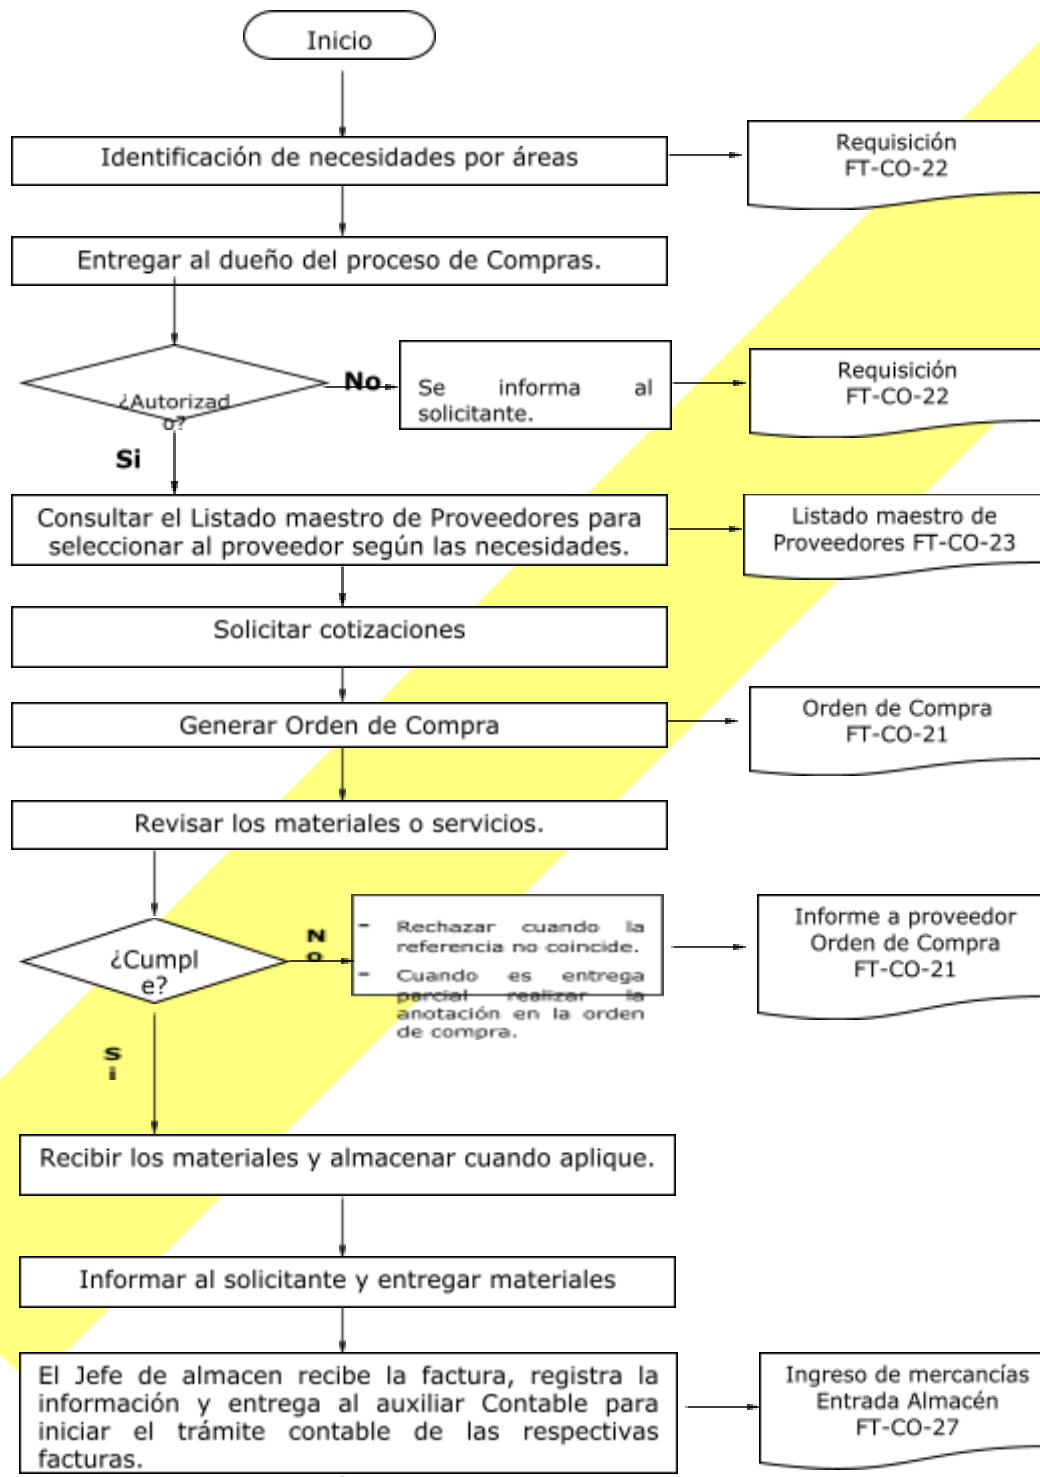 Inicio
Identificación de necesidades por áreas
Requisición
FT-CO-22
Entregar al dueño del proceso de Compras.
¿Autorizad
o?
No
Se informa al
solicitante.
Requisición
FT-CO-22
Si
Consultar el Listado maestro de Proveedores para
seleccionar al proveedor según las necesidades.
Listado maestro de
Proveedores FT-CO-23
Solicitar cotizaciones
Generar Orden de Compra
Orden de Compra
FT-CO-21
Revisar los materiales o servicios.
¿Cumpl
e?
N
o
- Rechazar cuando la
referencia no coincide.
- Cuando es entrega
parcial realizar la
anotación en la orden
de compra.
Informe a proveedor
Orden de Compra
FT-CO-21
S
i
Recibir los materiales y almacenar cuando aplique.
Informar al solicitante y entregar materiales
El Jefe de almacen recibe la factura, registra la
información y entrega al auxiliar Contable para
iniciar el trámite contable de las respectivas
facturas.
Ingreso de mercancías
Entrada Almacén
FT-CO-27